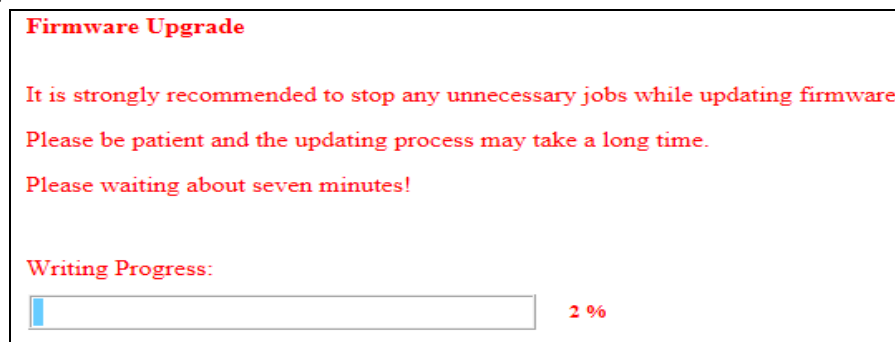 Firmware Upgrade
It is strongly recommended to stop any unnecessary jobs while updating firmware
Please be patient and the updating process may take a long time.
Please waiting about seven minutes!
Writing Progress:
2 %